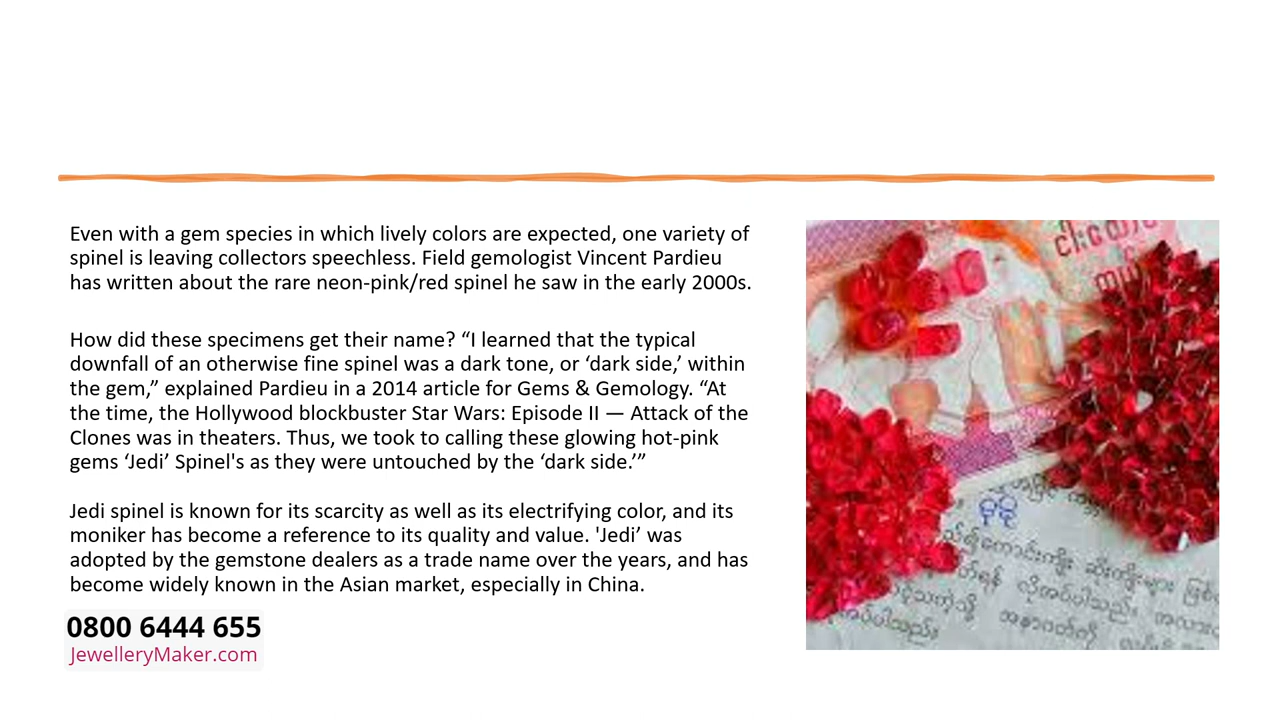 Even with a gem species in which lively colors are expected, one variety of
spinel is leaving collectors speechless. Field gemologist Vincent Pardieu
has written about the rare neon-pink/red spinel he saw in the early 2000s.
How did these specimens get their name? “I learned that the typical
downfall of an otherwise fine spinel was a dark tone, or ‘dark side,’ within
the gem,” explained Pardieu in a 2014 article for Gems & Gemology. “At
the time, the Hollywood blockbuster Star Wars: Episode II — Attack of the
Clones was in theaters. Thus, we took to calling these glowing hot-pink
gems ‘Jedi’ Spinel's as they were untouched by the ‘dark side.’”
Jedi spinel is known for its scarcity as well as its electrifying color, and its
moniker has become a reference to its quality and value. 'Jedi’ was
adopted by the gemstone dealers as a trade name over the years, and has
become widely known in the Asian market, especially in China.
0800 6444 655
JewelleryMaker.com